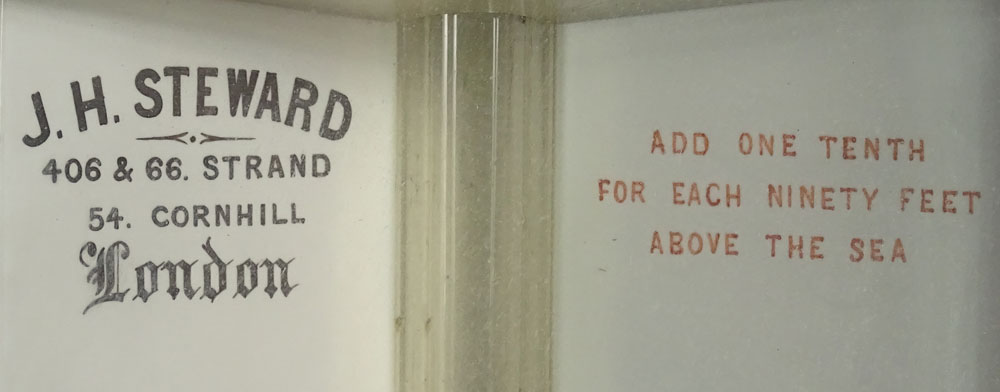 J. H. STEWARD
406 & 66. STRAND
54. CORNHILL
London
ADD ONE TENTH
FOR EACH NINETY FEET
ABOVE THE SEA